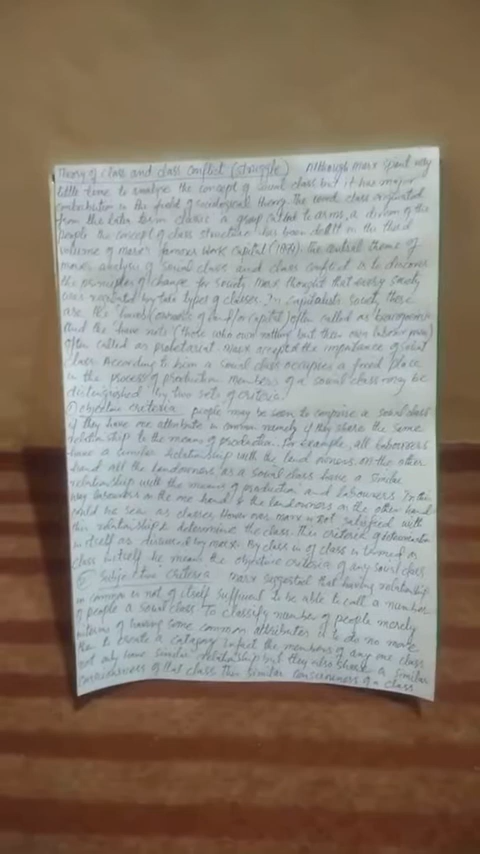 Theory of class and class conflict (struggle) Although marx spent very
little time to analyse the concept of social class but it has major
contribution in the field of sociological theory. The word class originated
from the latin term classis a group called to arms, a division of the
people the concept of class structure has been dealt in the third
volume of marx's famous work Capital (1894). The central theme of
marx analysis of social class and class conflict is to discover
the principles of change for society marx thought that every society
was by two types of classes. In capitalists society these
are the haves (owners of land/or capital) often called as bourgeoisie
And the have nots (those who own nothing but their own labour power)
often called as proletariat. Marx accepted the importance of social
class. According to him a social class occupies a fixed place
in the process of production members of a social class may be
distinguished by two sets of criteria.
objective criteria people may be seen to comprise a social class
if they have one attribute in common namely if they share the same
relationship to the means of production. for example, all labourers
have a similar relationship with the land owners, on the other
hand all the landowners, as a social class have a similar
relationship with the means of production and labourers In this
way labourers on the one hand & the landowners on the other hand
could be seen as classes. However marx is not satisfied with
this relationship determine the class. This criteria of
in itself as discussed by marx. By class in
class in itself he means the objective criteria of any social class.
Subjective criteria marx suggested that having relationship
in common is not of itself sufficient to be able to call a number
of people a social class To classify number of people merely
interms of having some common attributes is to do no more
than to create a catagory infact the members of any one class
not only have similar relationship but they also share a similar
consciousness of that class. This similar consciousness of a class